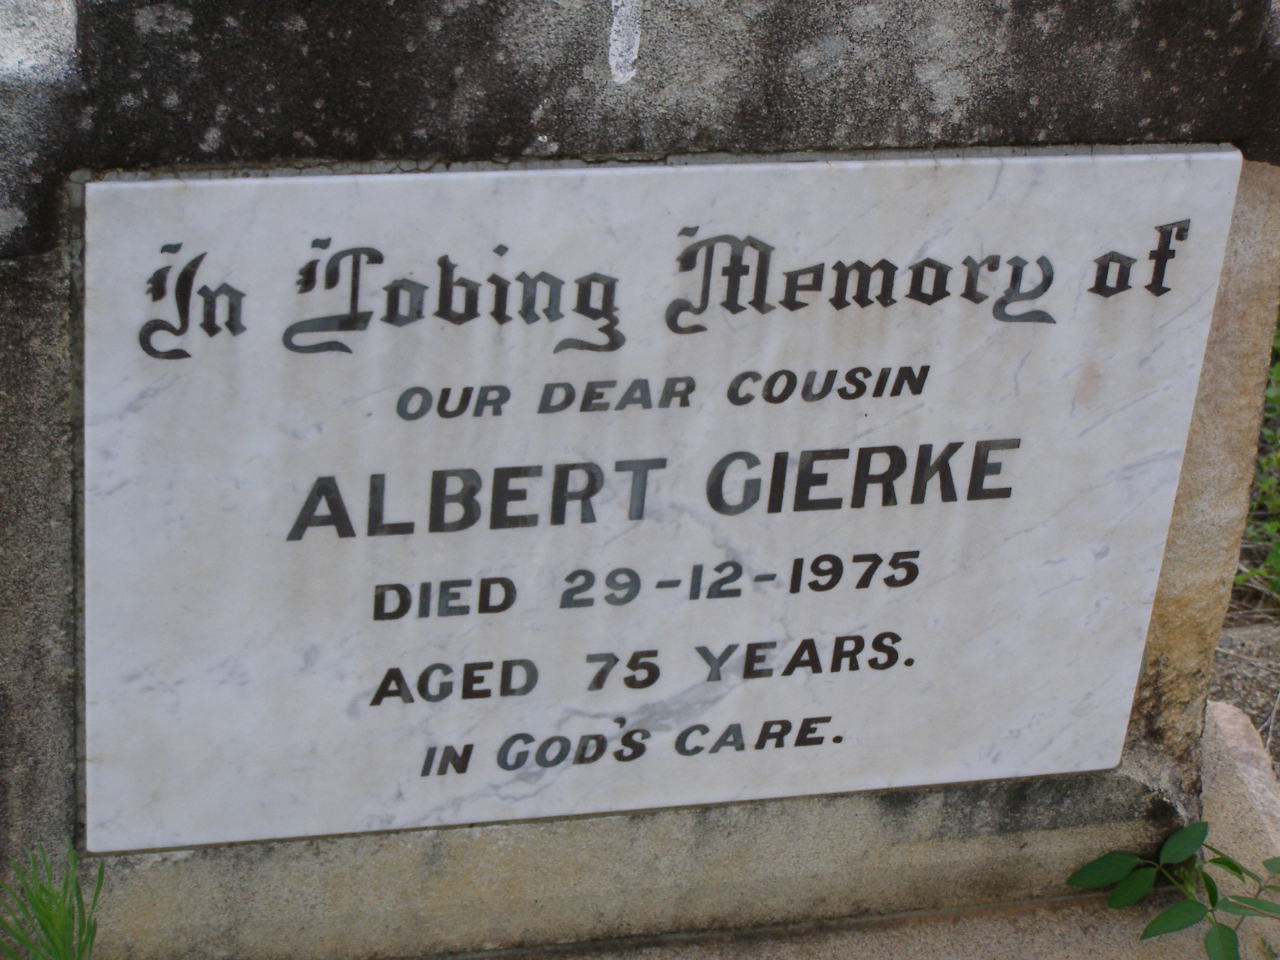 In Loving Memory of
OUR DEAR COUSIN
ALBERT GIERKE
DIED 29-12-1975
AGED 75 YEARS.
IN GOD'S CARE.